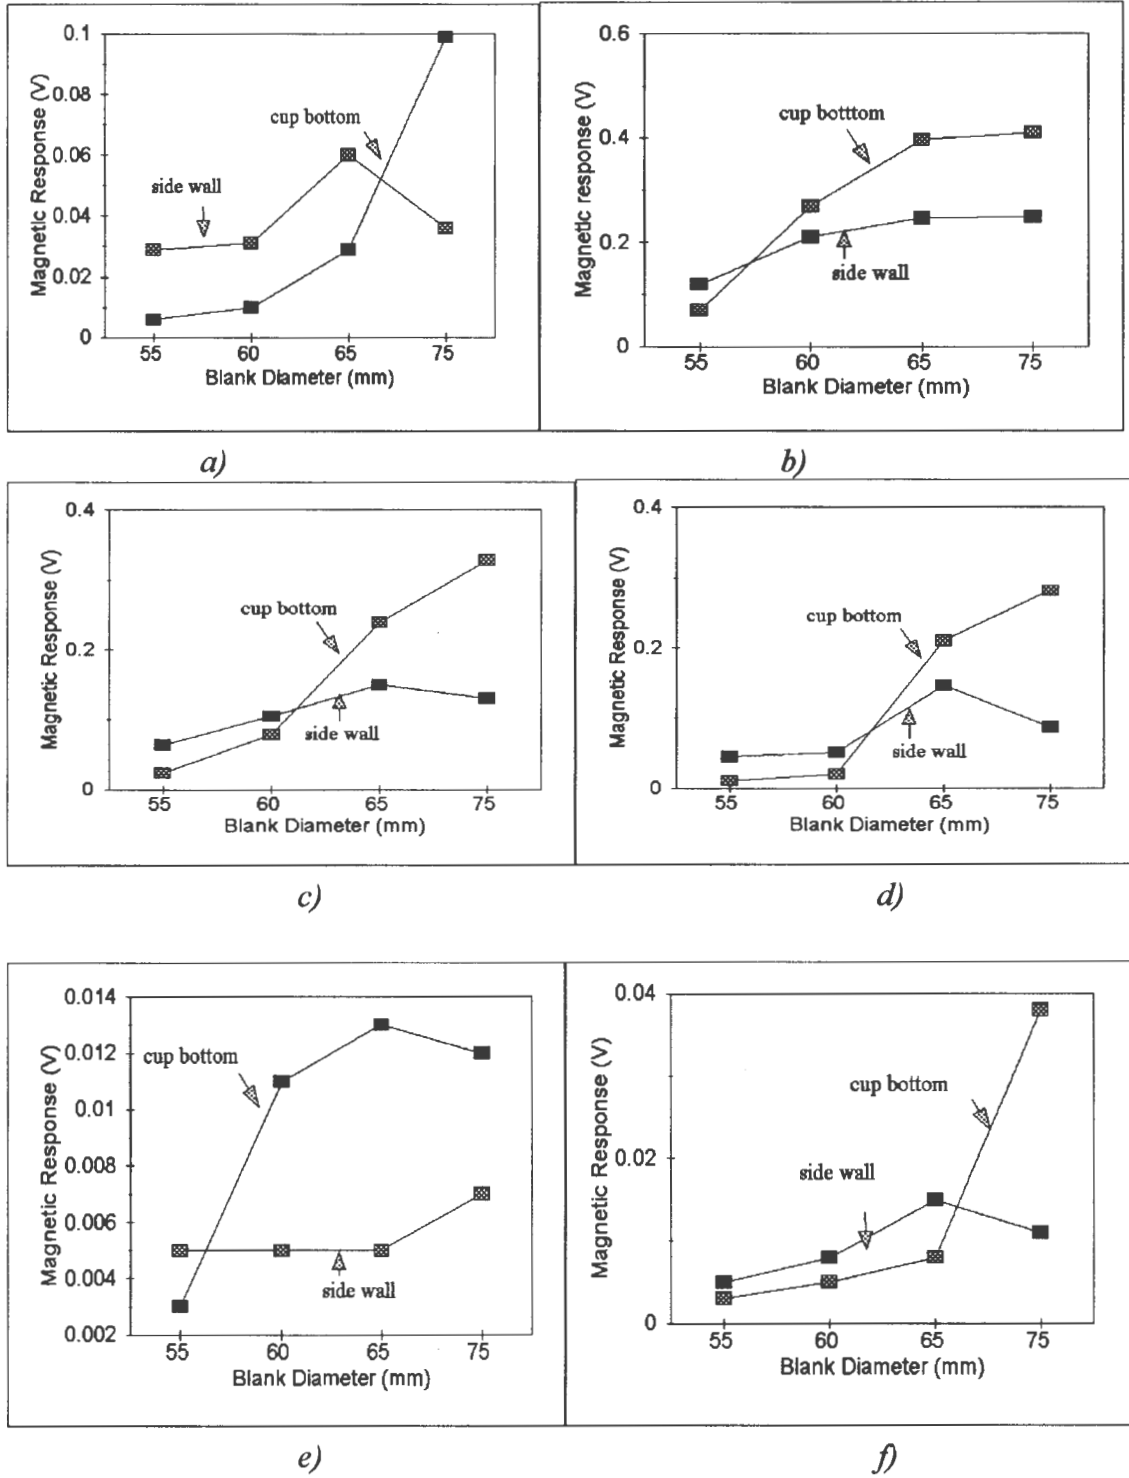 0.1
0.08
0.06
0.04
0.02
0
Magnetic Response (V)
cup bottom
side wall
55 60 65 75
Blank Diameter (mm)
a)
0.6
0.4
0.2
0
Magnetic response (V)
cup botttom
side wall
55 60 65 75
Blank Diameter (mm)
b)
0.4
0.2
0
Magnetic Response (V)
cup bottom
side wall
55 60 65 75
Blank Diameter (mm)
c)
0.4
0.2
0
Magnetic Response (V)
cup bottom
side wall
55 60 65 75
Blank Diameter (mm)
d)
0.014
0.012
0.01
0.008
0.006
0.004
0.002
Magnetic Response (V)
cup bottom
side wall
55 60 65 75
Blank Diameter (mm)
e)
0.04
0.02
0
Magnetic Response (V)
cup bottom
side wall
55 60 65 75
Blank Diameter (mm)
f)